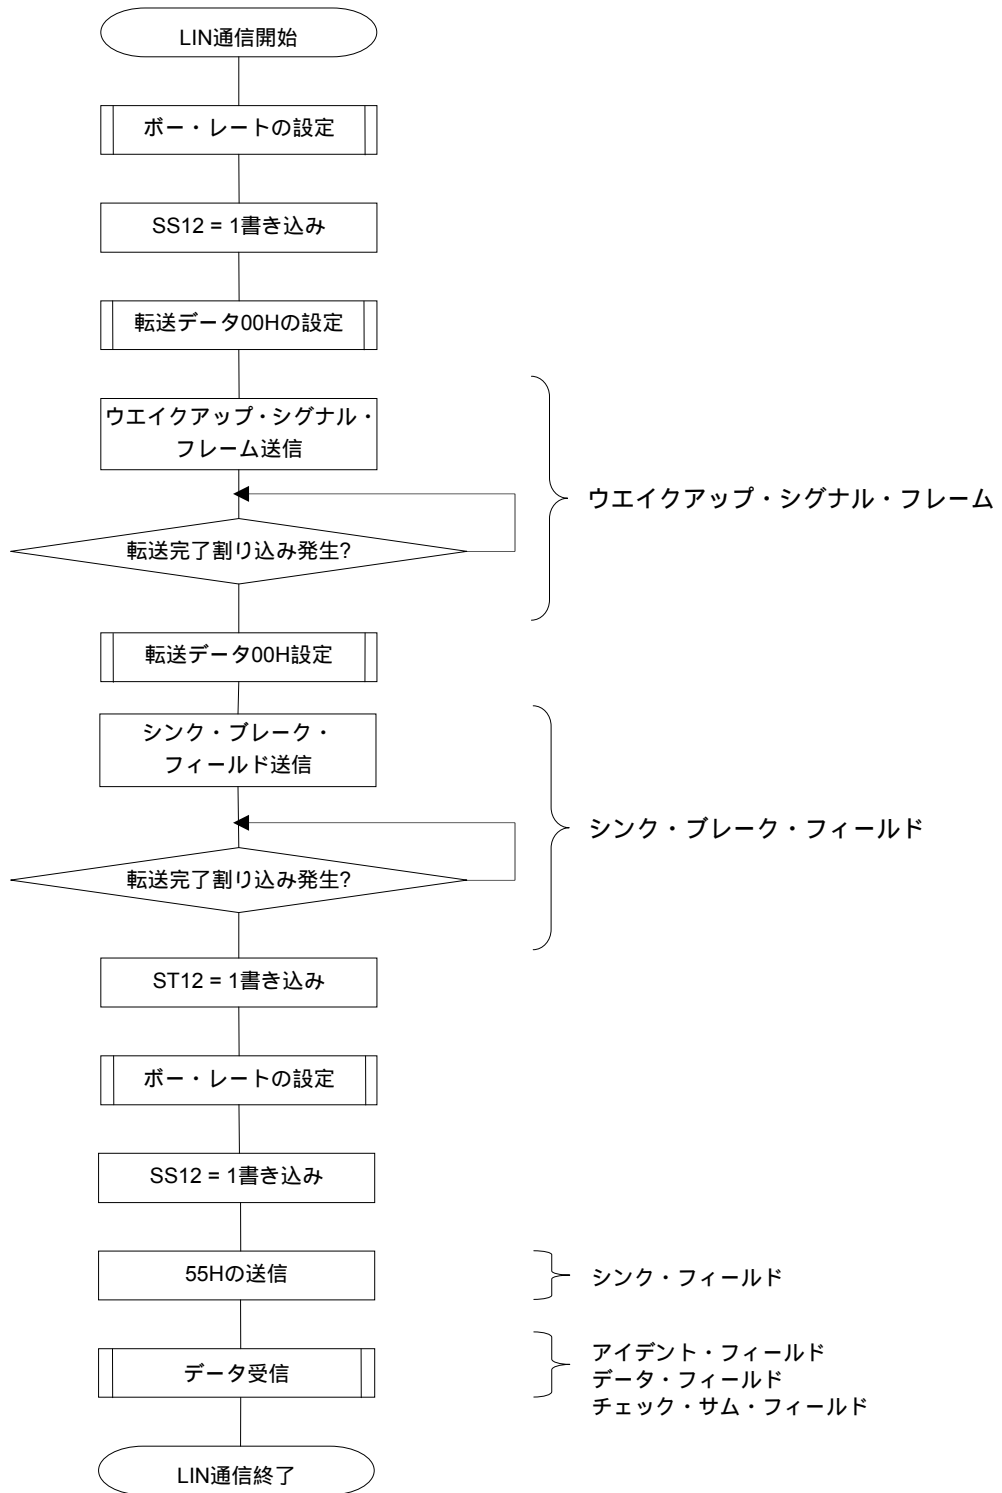 LIN通信開始
ボー・レートの設定
SS12 = 1書き込み
転送データ00Hの設定
ウエイクアップ・シグナル・
フレーム送信
ウエイクアップ・シグナル・フレーム
転送完了割り込み発生?
転送データ00H設定
シンク・ブレーク・
フィールド送信
シンク・ブレーク・フィールド
転送完了割り込み発生?
ST12 = 1書き込み
ボー・レートの設定
SS12 = 1書き込み
55Hの送信
シンク・フィールド
データ受信
アイデント・フィールド
データ・フィールド
チェック・サム・フィールド
LIN通信終了